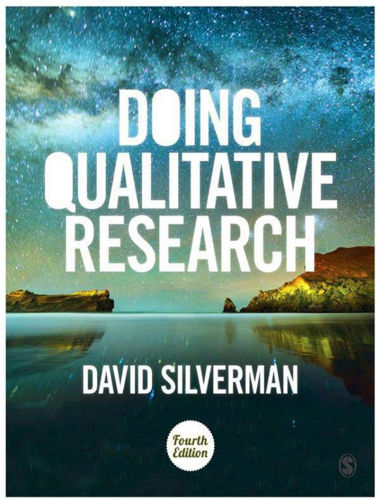 DOING
QUALITATIVE
RESEARCH
DAVID SILVERMAN
Fourth
Edition
S